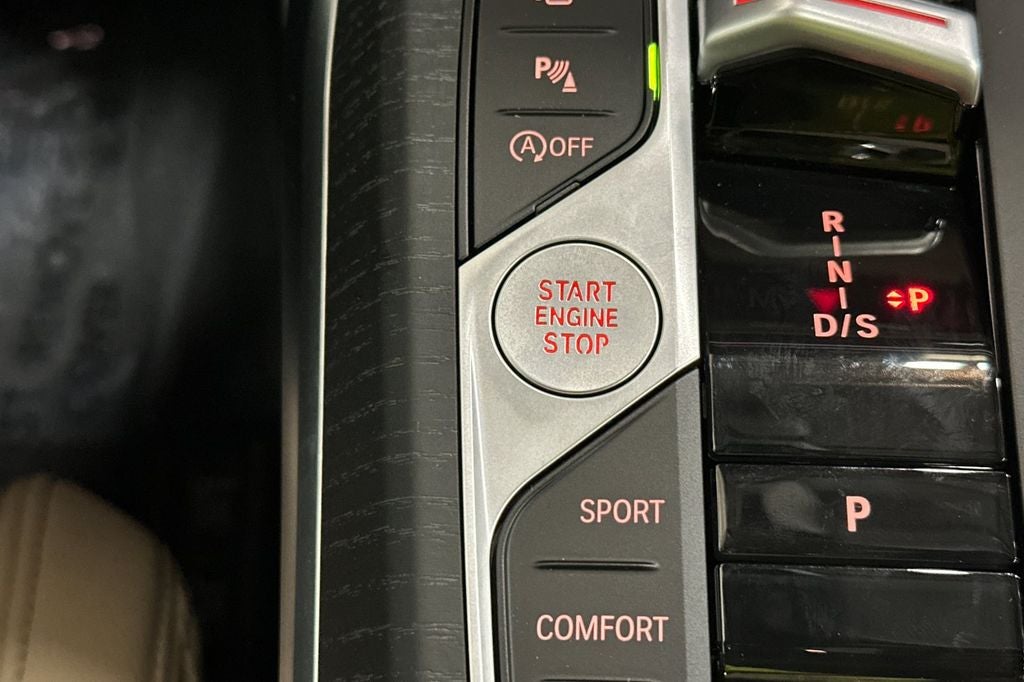 P
A OFF
START
ENGINE
STOP
SPORT
COMFORT
R
N
P
D/S
P